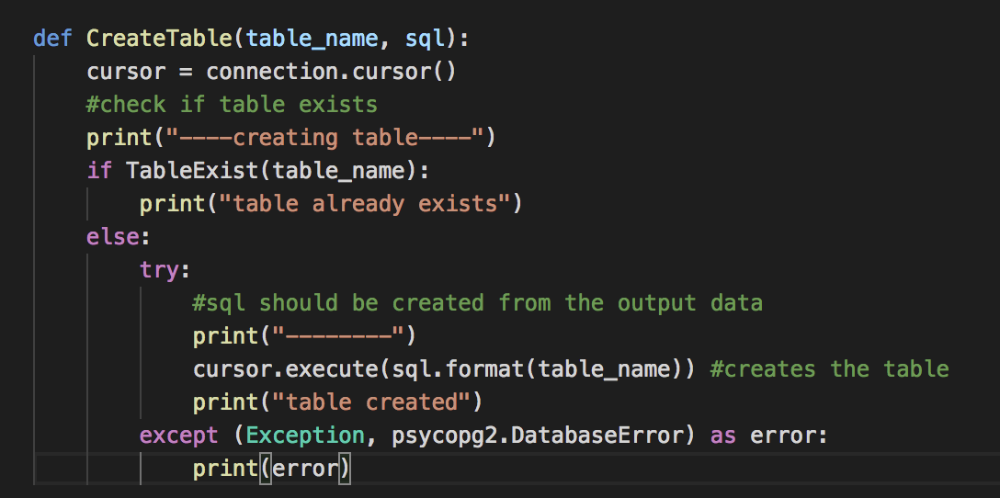 def CreateTable(table_name, sql):
    cursor = connection.cursor()
    #check if table exists
    print("----creating table----")
    if TableExist(table_name):
        print("table already exists")
    else:
        try:
            #sql should be created from the output data
            print("--------")
            cursor.execute(sql.format(table_name)) #creates the table
            print("table created")
        except (Exception, psycopg2.DatabaseError) as error:
            print(error)